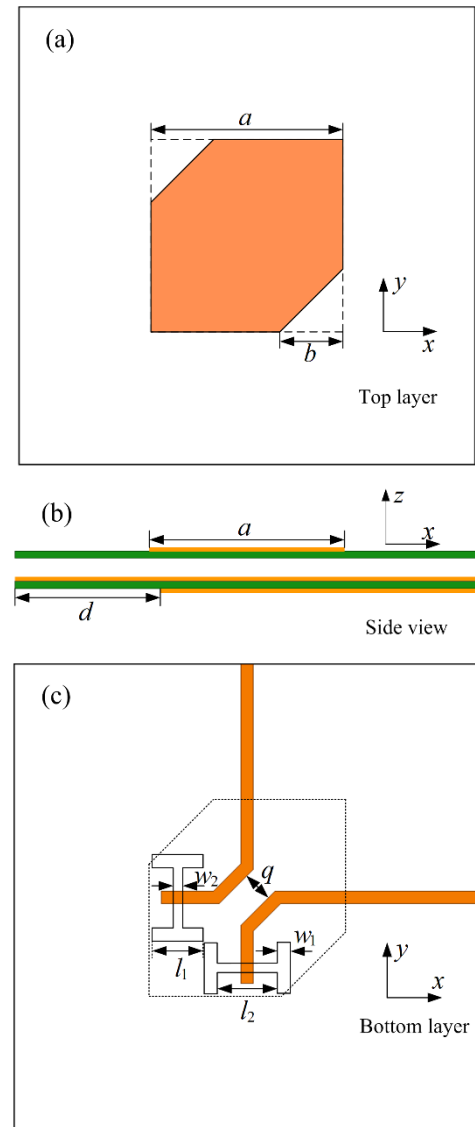 (a)
a
y
b
x
Top layer
(b)
z
a
x
d
Side view
(c)
q
w2
w1
l1
l2
y
x
Bottom layer